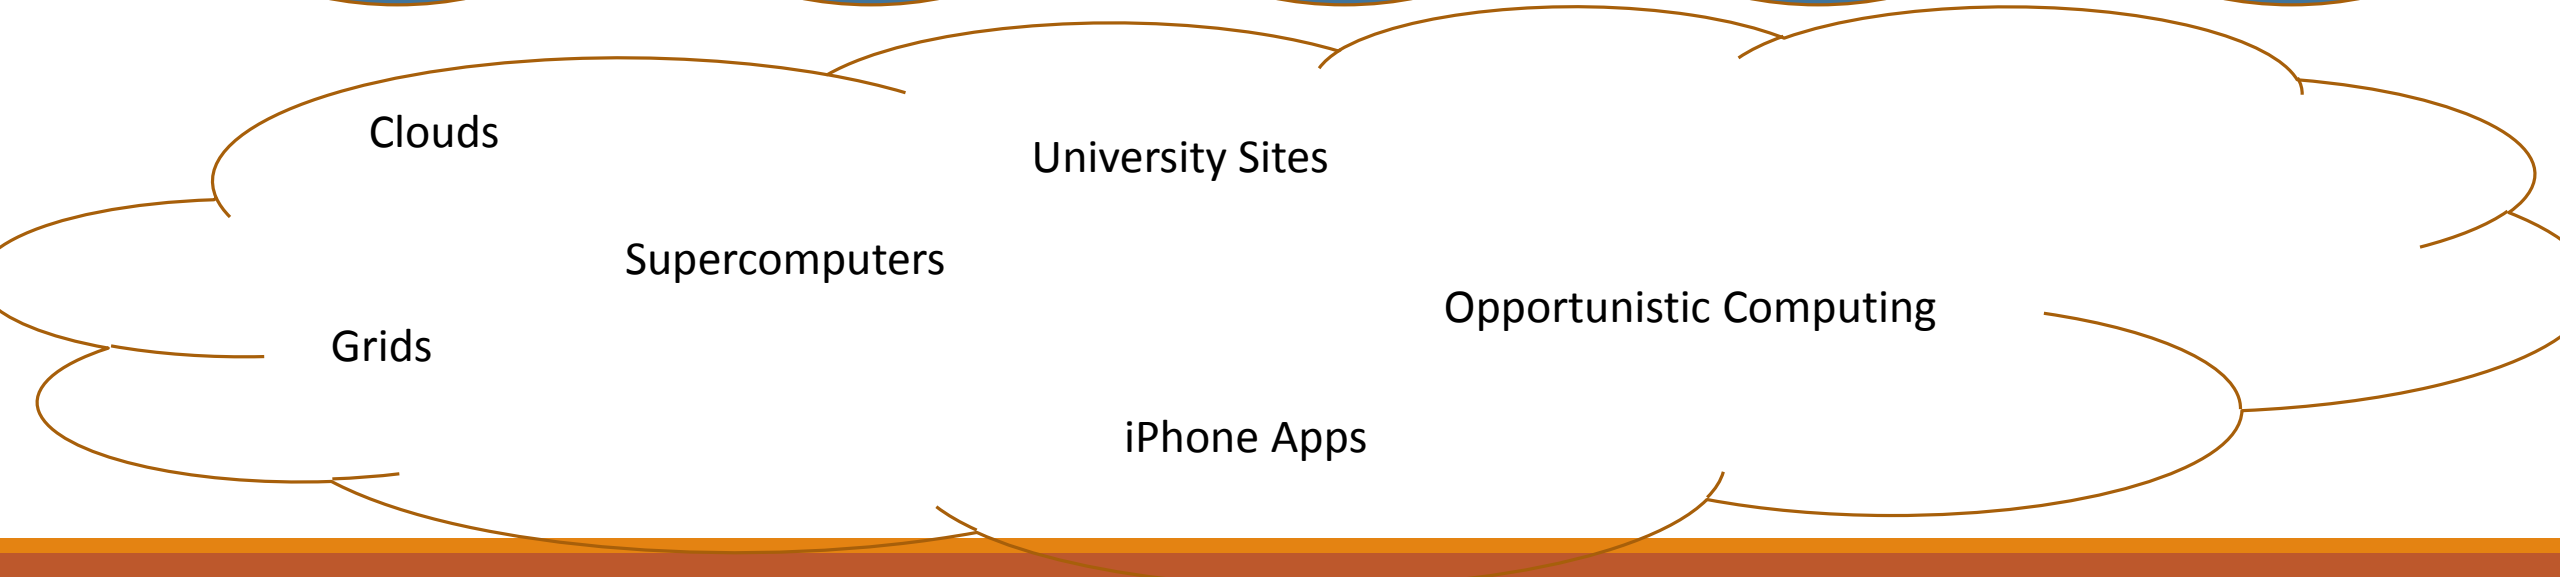 Clouds
University Sites
Supercomputers
Opportunistic Computing
Grids
iPhone Apps